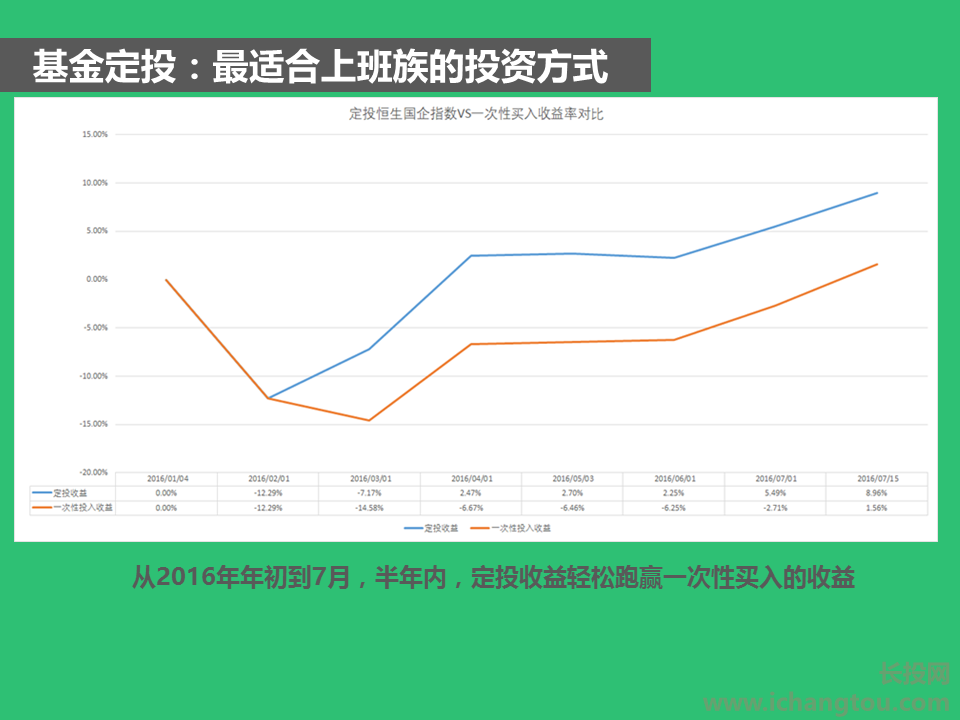 基金定投：最适合上班族的投资方式
定投恒生国企指数VS一次性买入收益率对比
15.00%
10.00%
5.00%
0.00%
-5.00%
-10.00%
-15.00%
-20.00%
2016/01/04 2016/02/01 2016/03/01 2016/04/01 2016/05/03 2016/06/01 2016/07/01 2016/07/15
定投收益 0.00% -12.29% -7.17% 2.47% 2.70% 2.25% 5.49% 8.96%
一次性投入收益 0.00% -12.29% -14.58% -6.67% -6.46% -6.25% -2.71% 1.56%
定投收益 一次性投入收益
从2016年年初到7月，半年内，定投收益轻松跑赢一次性买入的收益
长投网
www.ichangtou.com